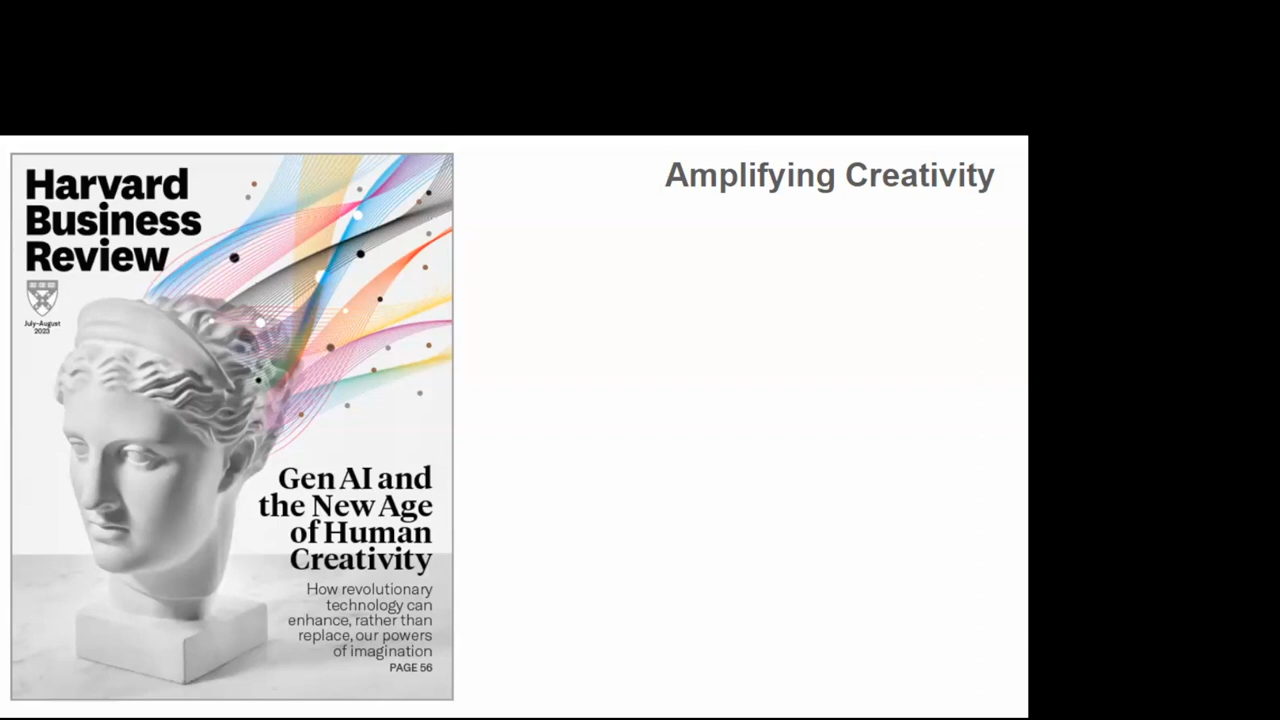 Amplifying Creativity
Harvard
Business
Review
July–August
2023
Gen AI and
the New Age
of Human
Creativity
How revolutionary
technology can
enhance, rather than
replace, our powers
of imagination
PAGE 56